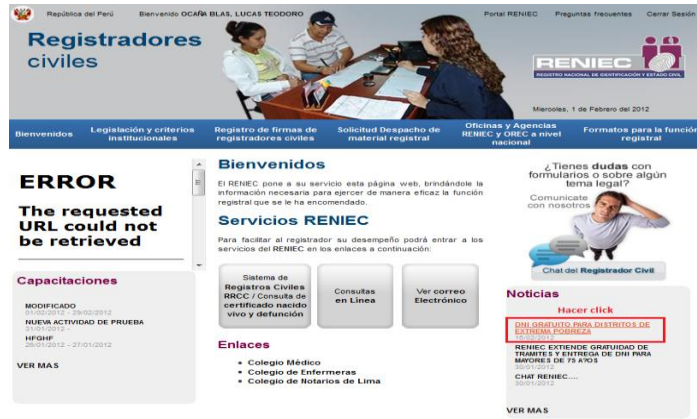 República del Perú
Bienvenido OCAÑA BLAS, LUCAS TEODORO
Portal RENIEC
Preguntas frecuentes
Cerrar Sesión
Registradores
civiles
RENIEC
REGISTRO NACIONAL DE IDENTIFICACIÓN Y ESTADO CIVIL
Miercoles, 1 de Febrero del 2012
Bienvenidos
Legislación y criterios
institucionales
Registro de firmas de
registradores civiles
Solicitud Despacho de
material registral
Oficinas y Agencias
RENIEC y OREC a nivel
nacional
Formatos para la función
registral
ERROR
The requested
URL could not
be retrieved
Capacitaciones
MODIFICADO
01/02/2012 - 29/02/2012
NUEVA ACTIVIDAD DE PRUEBA
31/01/2012 -
HFGHF
26/01/2012 - 27/01/2012
VER MAS
Bienvenidos
El RENIEC pone a su servicio esta página web, brindándole la
información necesaria para ejercer de manera eficaz la función
registral que se le ha encomendado.
Servicios RENIEC
Para facilitar al registrador su desempeño podrá entrar a los
servicios del RENIEC en los enlaces a continuación:
Sistema de
Registros Civiles
RRCC / Consulta de
certificado nacido
vivo y defunción
Consultas
en Línea
Ver correo
Electrónico
Enlaces
• Colegio Médico
• Colegio de Enfermeras
• Colegio de Notarios de Lima
¿Tienes dudas con
formularios o sobre algún
tema legal?
Comunicate
con nosotros
Chat del Registrador Civil
Noticias
Hacer click
DNI GRATUITO PARA DISTRITOS DE
EXTREMA POBREZA
15/02/2012
RENIEC EXTIENDE GRATUIDAD DE
TRAMITES Y ENTREGA DE DNI PARA
MAYORES DE 75 A?OS
30/01/2012
CHAT RENIEC....
30/01/2012
VER MAS